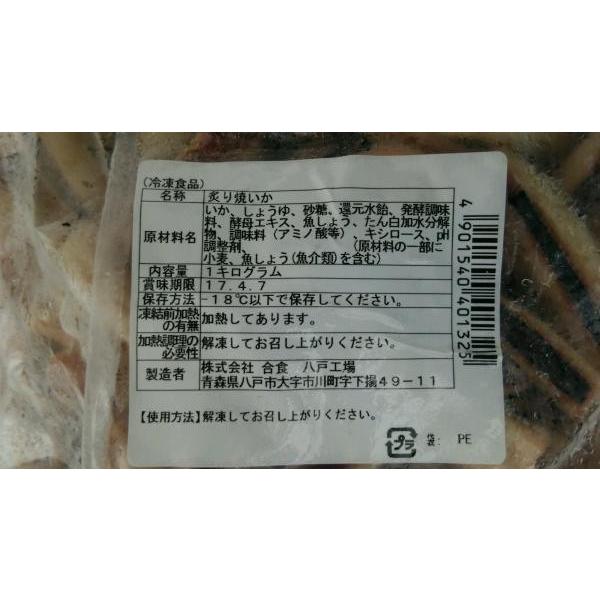 (冷凍食品)
名称 炙り焼いか
原材料名 いか、しょうゆ、砂糖、還元水飴、発酵調味
料、酵母エキス、魚しょう、たん白加水分解
物、調味料(アミノ酸等)、キシロース、pH
調整剤、 (原材料の一部に
小麦、魚しょう(魚介類)を含む)
内容量 1キログラム
賞味期限 17.4.7
保存方法 -18℃以下で保存してください。
凍結前加熱の有無 加熱してあります。
加熱調理の必要性 解凍してお召し上がりください。
製造者 株式会社 合食 八戸工場
青森県八戸市大字市川町字下揚49-11
【使用方法】解凍してお召し上がりください。
プラ 袋: PE
4901540401325